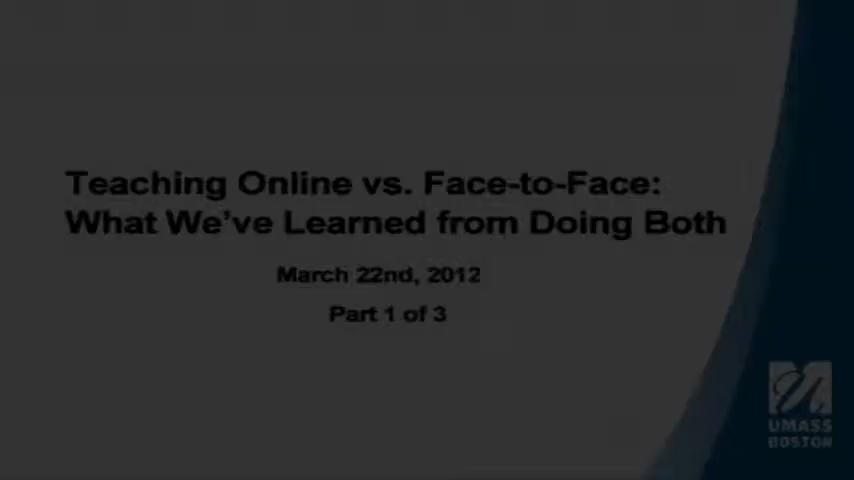 Teaching Online vs. Face-to-Face:
What We've Learned from Doing Both
March 22nd, 2012
Part 1 of 3
UMASS
BOSTON